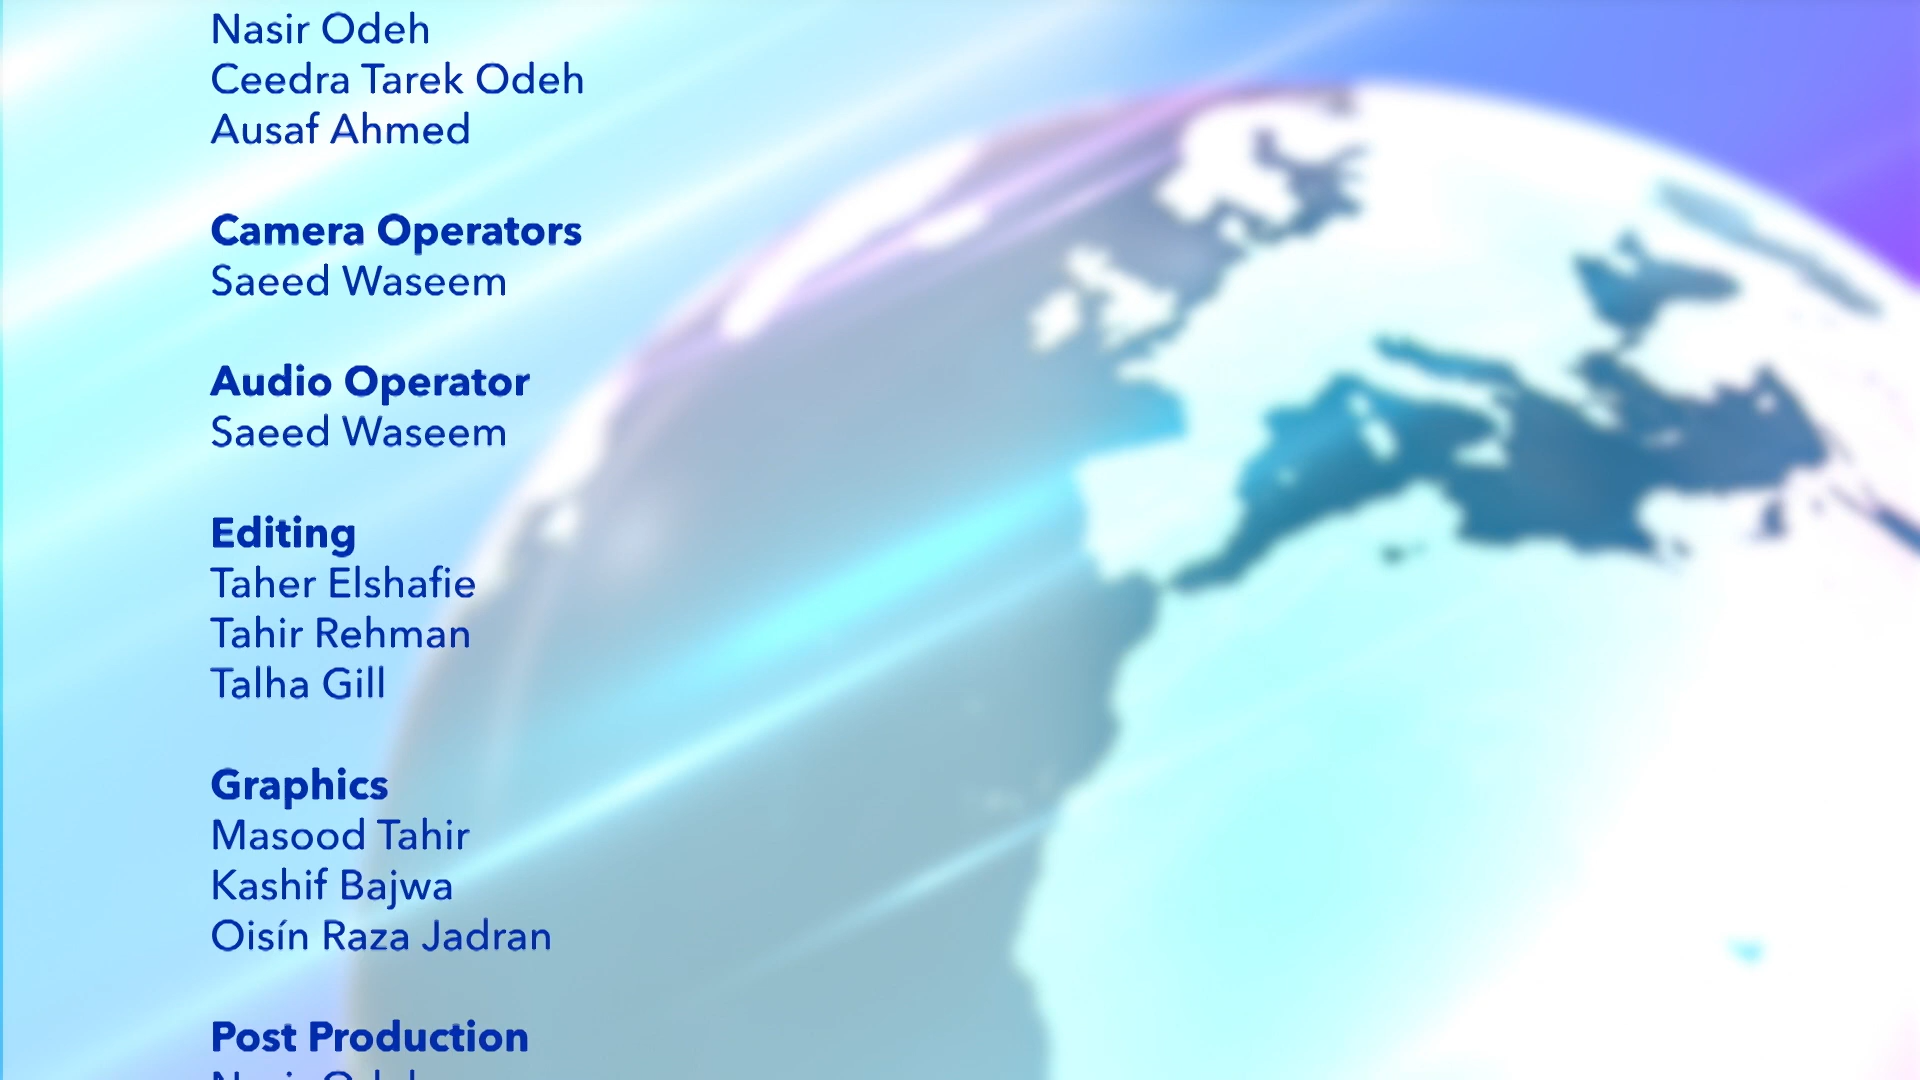 Nasir Odeh
Ceedra Tarek Odeh
Ausaf Ahmed
Camera Operators
Saeed Waseem
Audio Operator
Saeed Waseem
Editing
Taher Elshafie
Tahir Rehman
Talha Gill
Graphics
Masood Tahir
Kashif Bajwa
Oisín Raza Jadran
Post Production